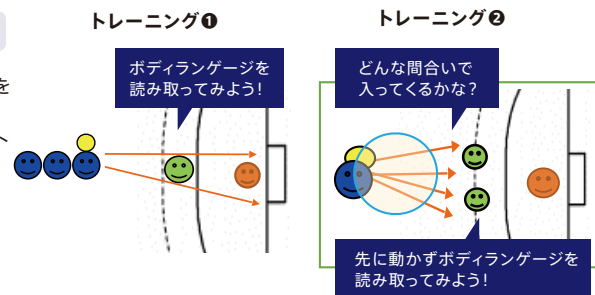 トレーニング❶
ボディランゲージを
読み取ってみよう!
を
トレーニング❷
どんな間合いで
入ってくるかな?
先に動かずボディランゲージを
読み取ってみよう!